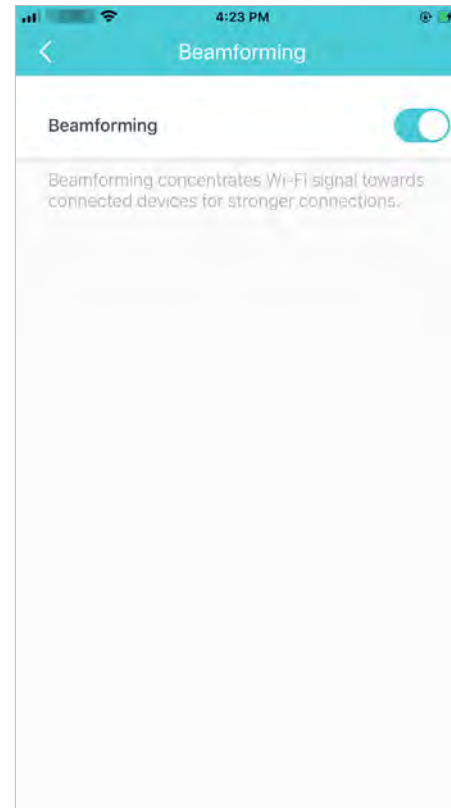 4:23 PM
Beamforming
Beamforming
Beamforming concentrates Wi-Fi signal towards
connected devices for stronger connections.